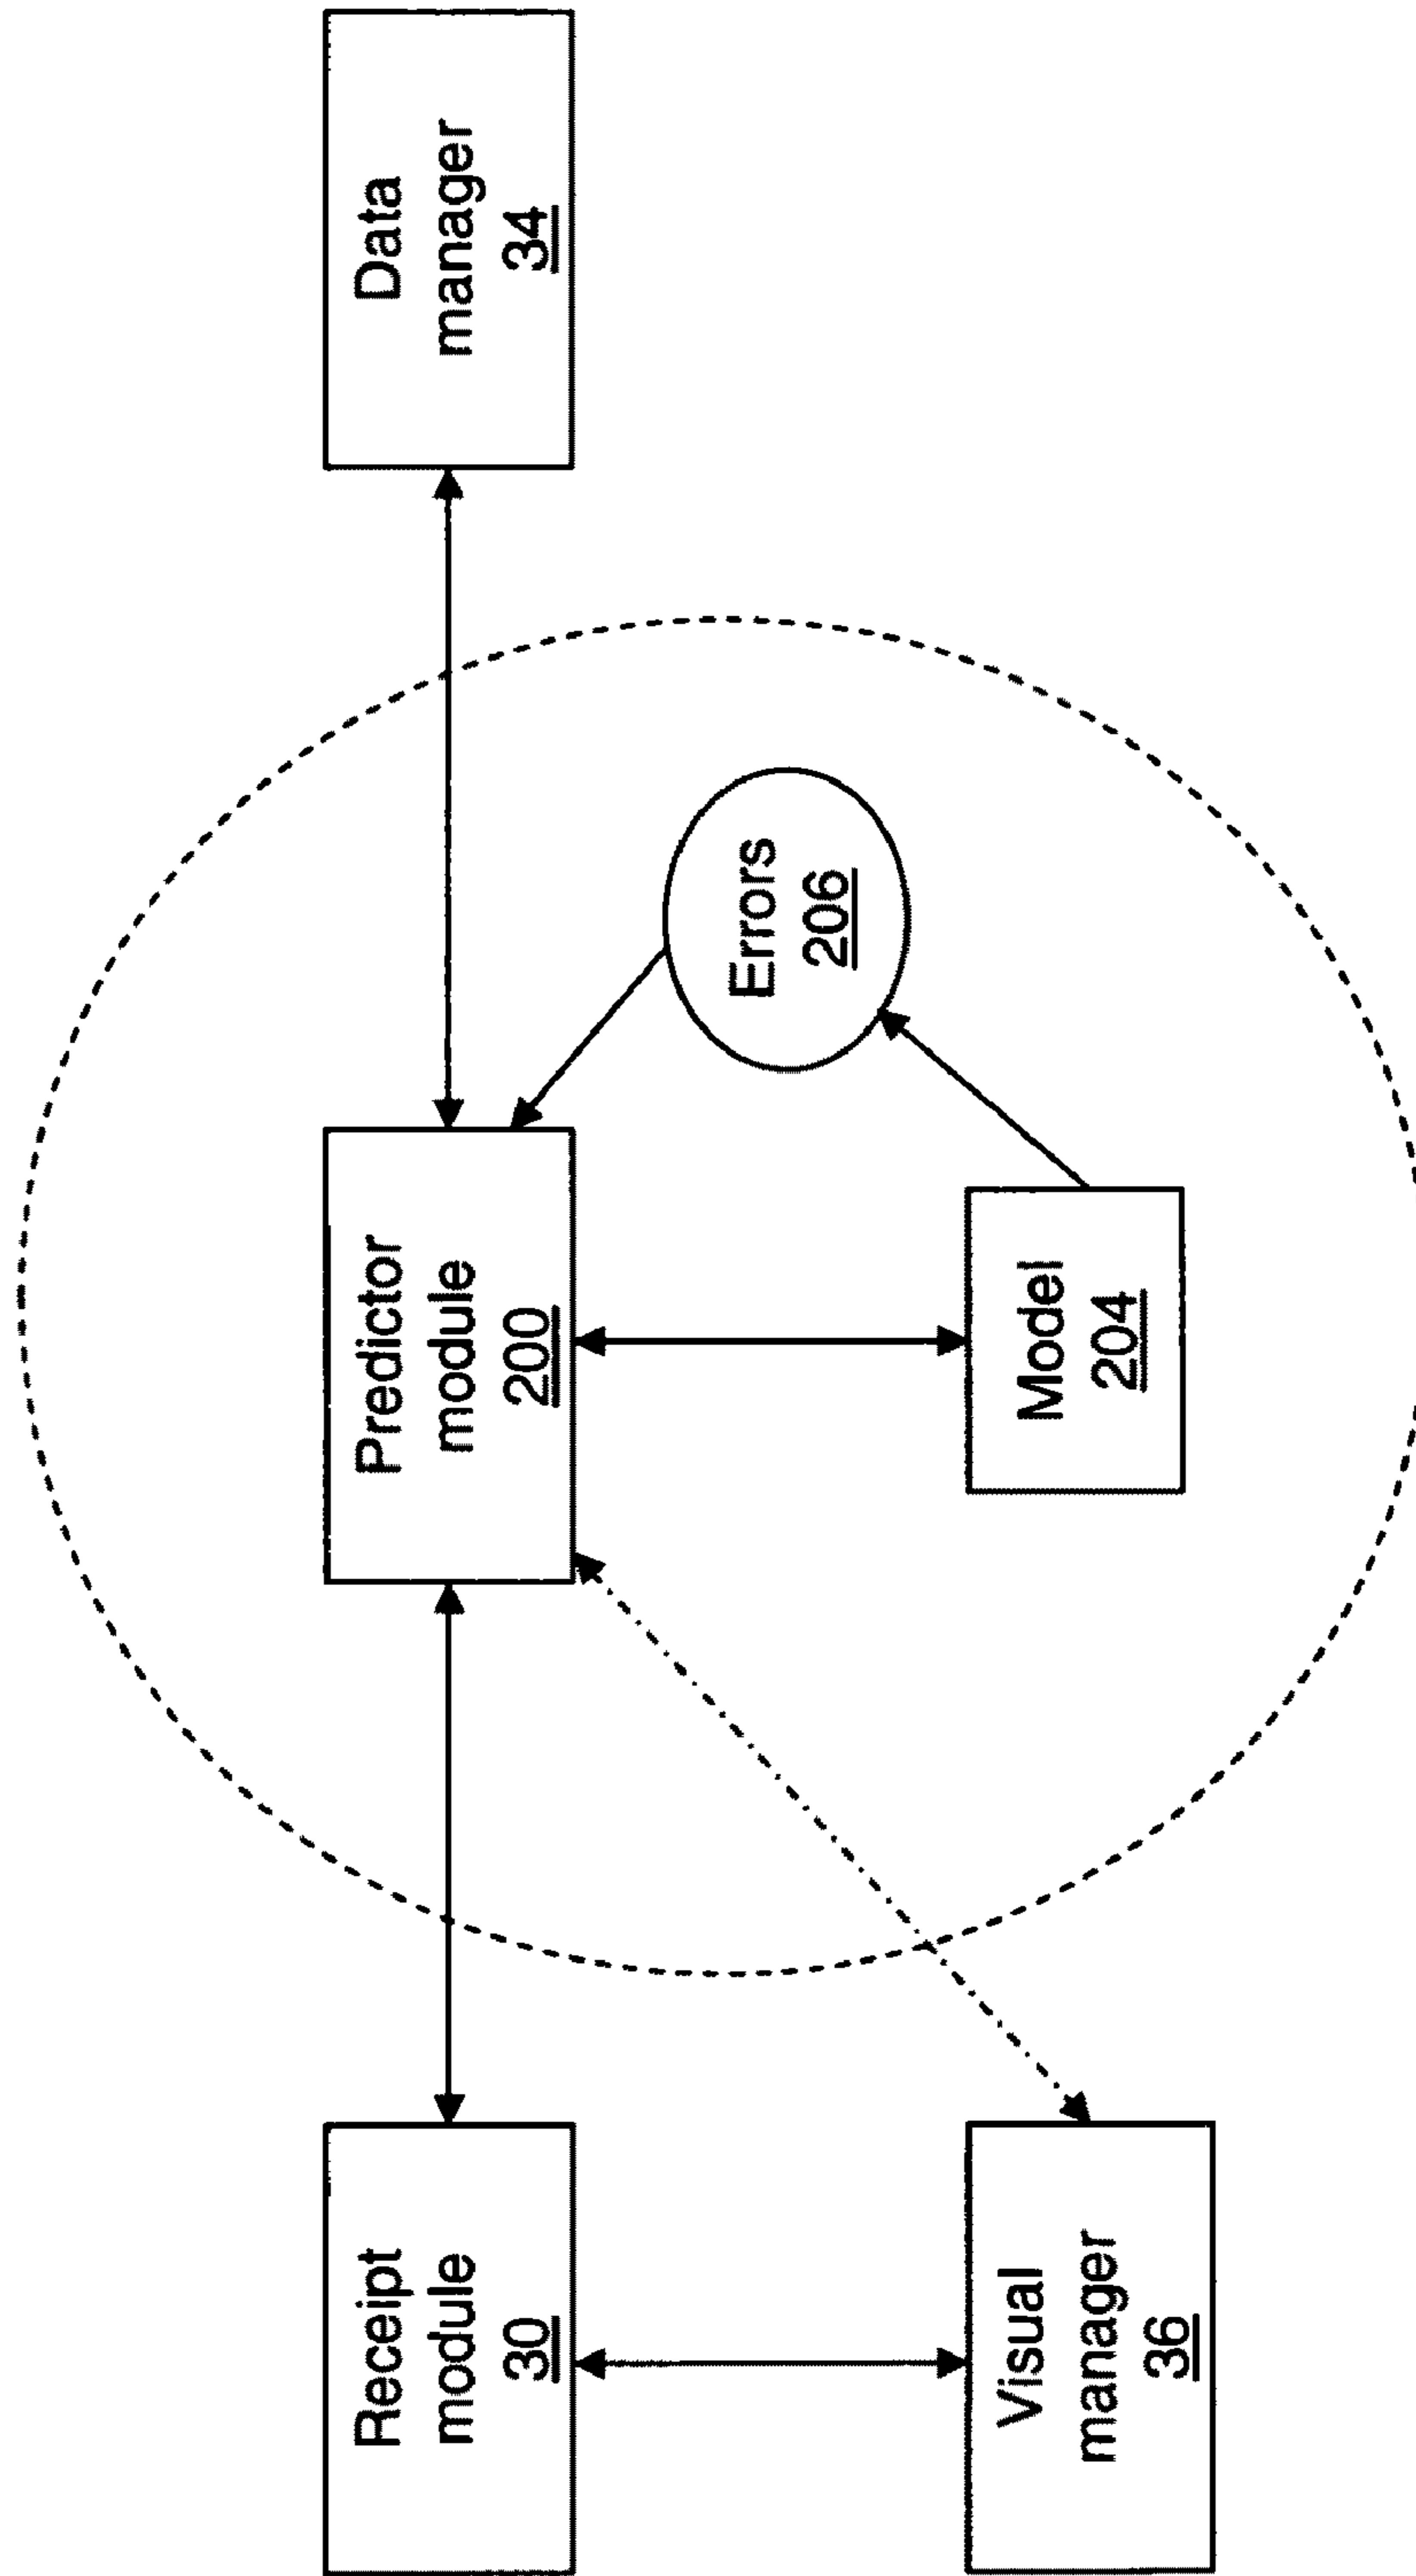 Receipt
module
30
Predictor
module
200
Data
manager
34
Errors
206
Visual
manager
36
Model
204